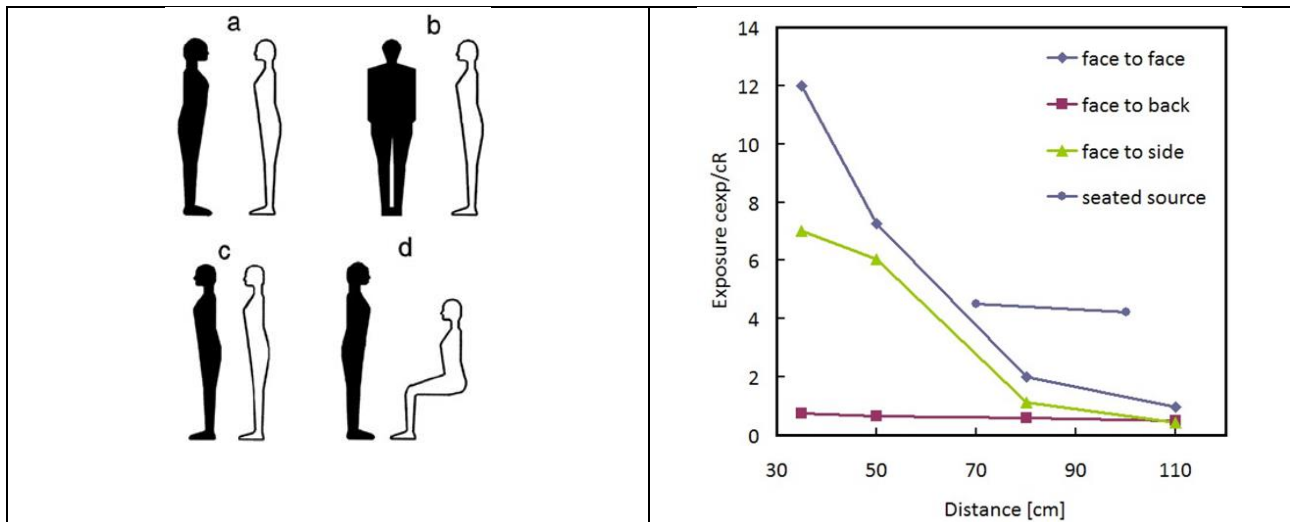 a
b
c
d
14
12
10
8
6
4
2
0
Exposure cexp/cR
face to face
face to back
face to side
seated source
30 50 70 90 110
Distance [cm]